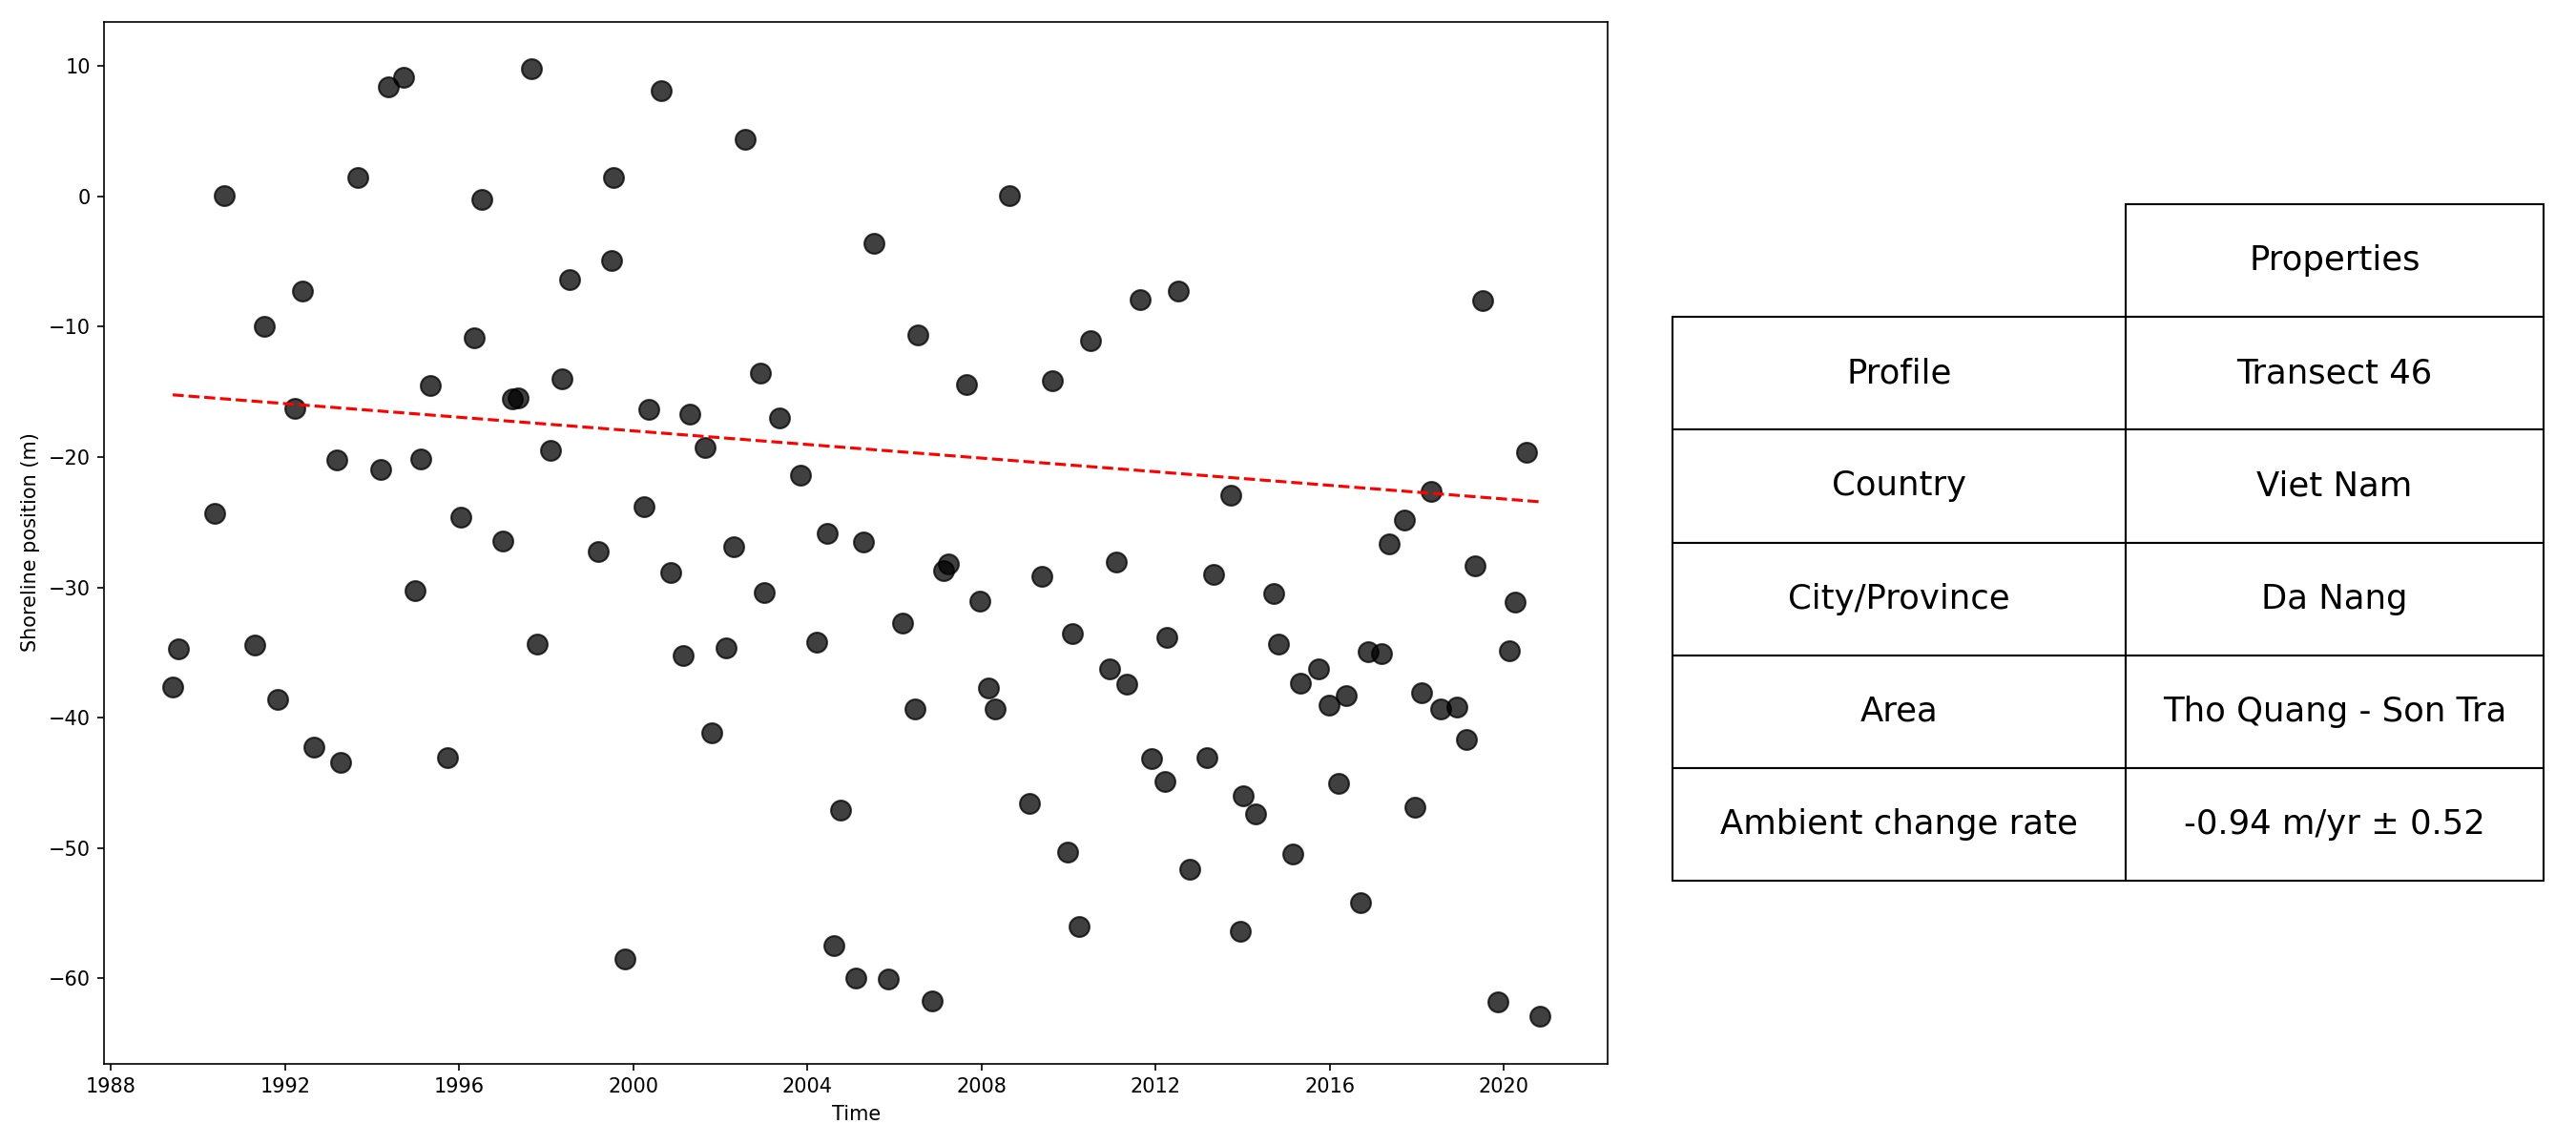 10
0
−10
−20
−30
−40
−50
−60
Shoreline position (m)
1988 1992 1996 2000 2004 2008 2012 2016 2020
Time
Properties
Profile Transect 46
Country Viet Nam
City/Province Da Nang
Area Tho Quang - Son Tra
Ambient change rate -0.94 m/yr ± 0.52